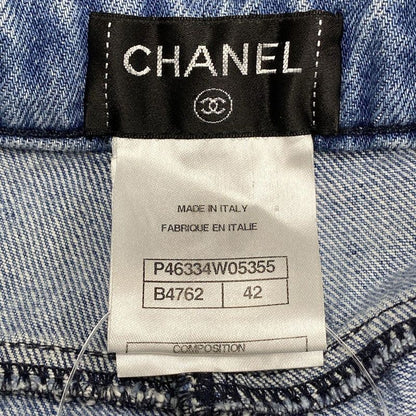 CHANEL
MADE IN ITALY
FABRIQUE EN ITALIE
P46334W05355
B4762 42
COMPOSITION